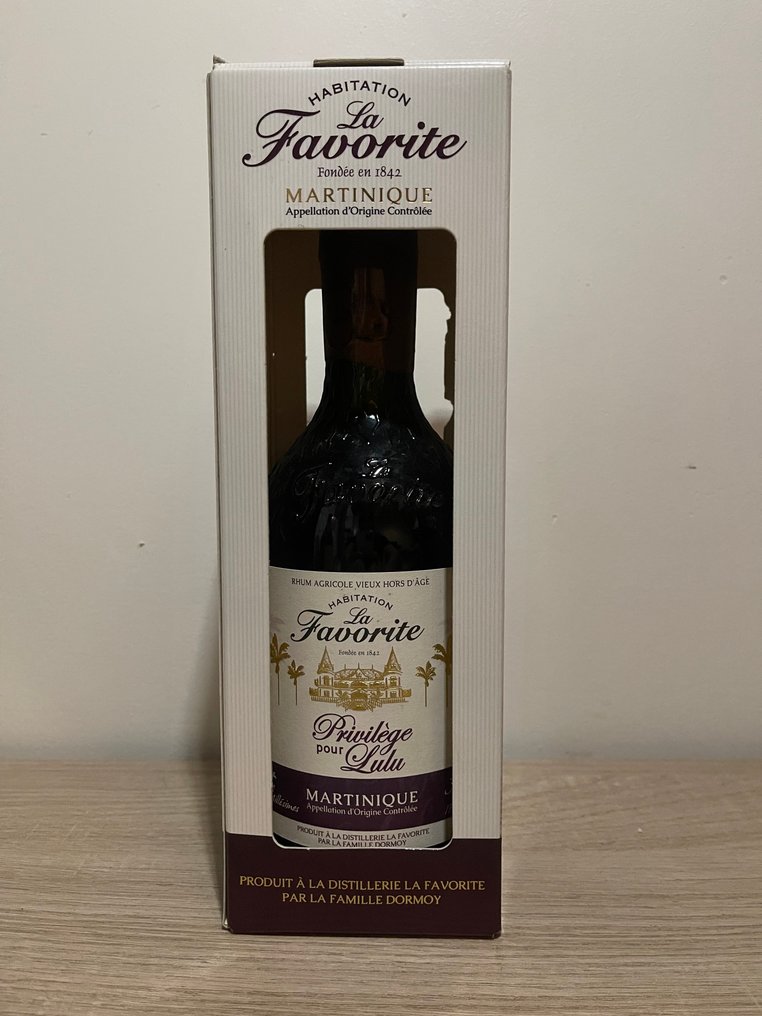 HABITATION
La
Favorite
Fondée en 1842
MARTINIQUE
Appellation d'Origine Contrôlée
La
Favorite
RHUM AGRICOLE VIEUX HORS D'ÂGE
HABITATION
La
Favorite
Fondée en 1842
Privilège
pour
Lulu
MARTINIQUE
Appellation d'Origine Contrôlée
PRODUIT À LA DISTILLERIE LA FAVORITE
PAR LA FAMILLE DORMOY
PRODUIT À LA DISTILLERIE LA FAVORITE
PAR LA FAMILLE DORMOY